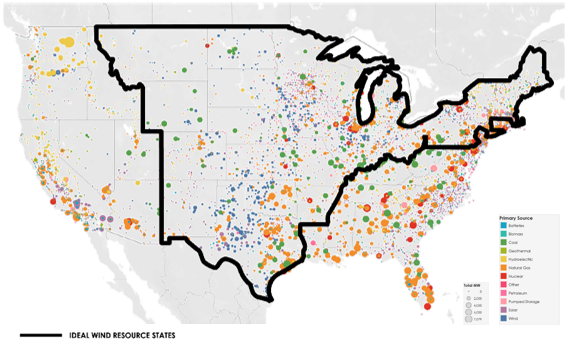 Primary Source
Batteries
Biomass
Coal
Geothermal
Hydroelectric
Natural Gas
Nuclear
Other
Petroleum
Pumped Storage
Solar
Wind
Total MW
IDEAL WIND RESOURCE STATES